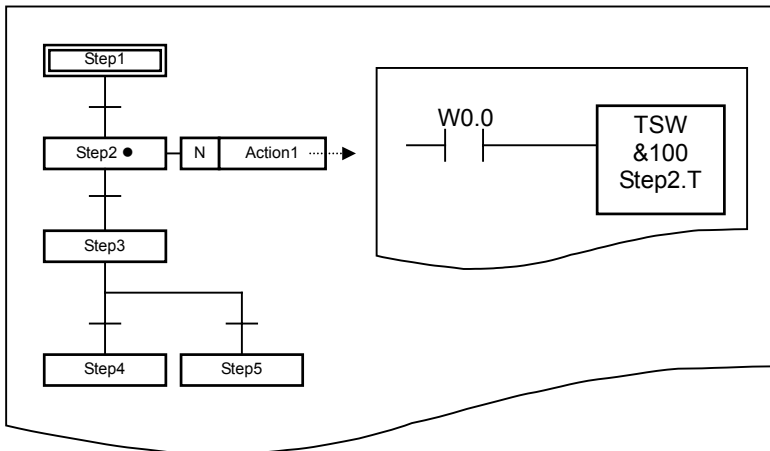 Step1
Step2
N
Action1
Step3
Step4
Step5
W0.0
TSW
&100
Step2.T